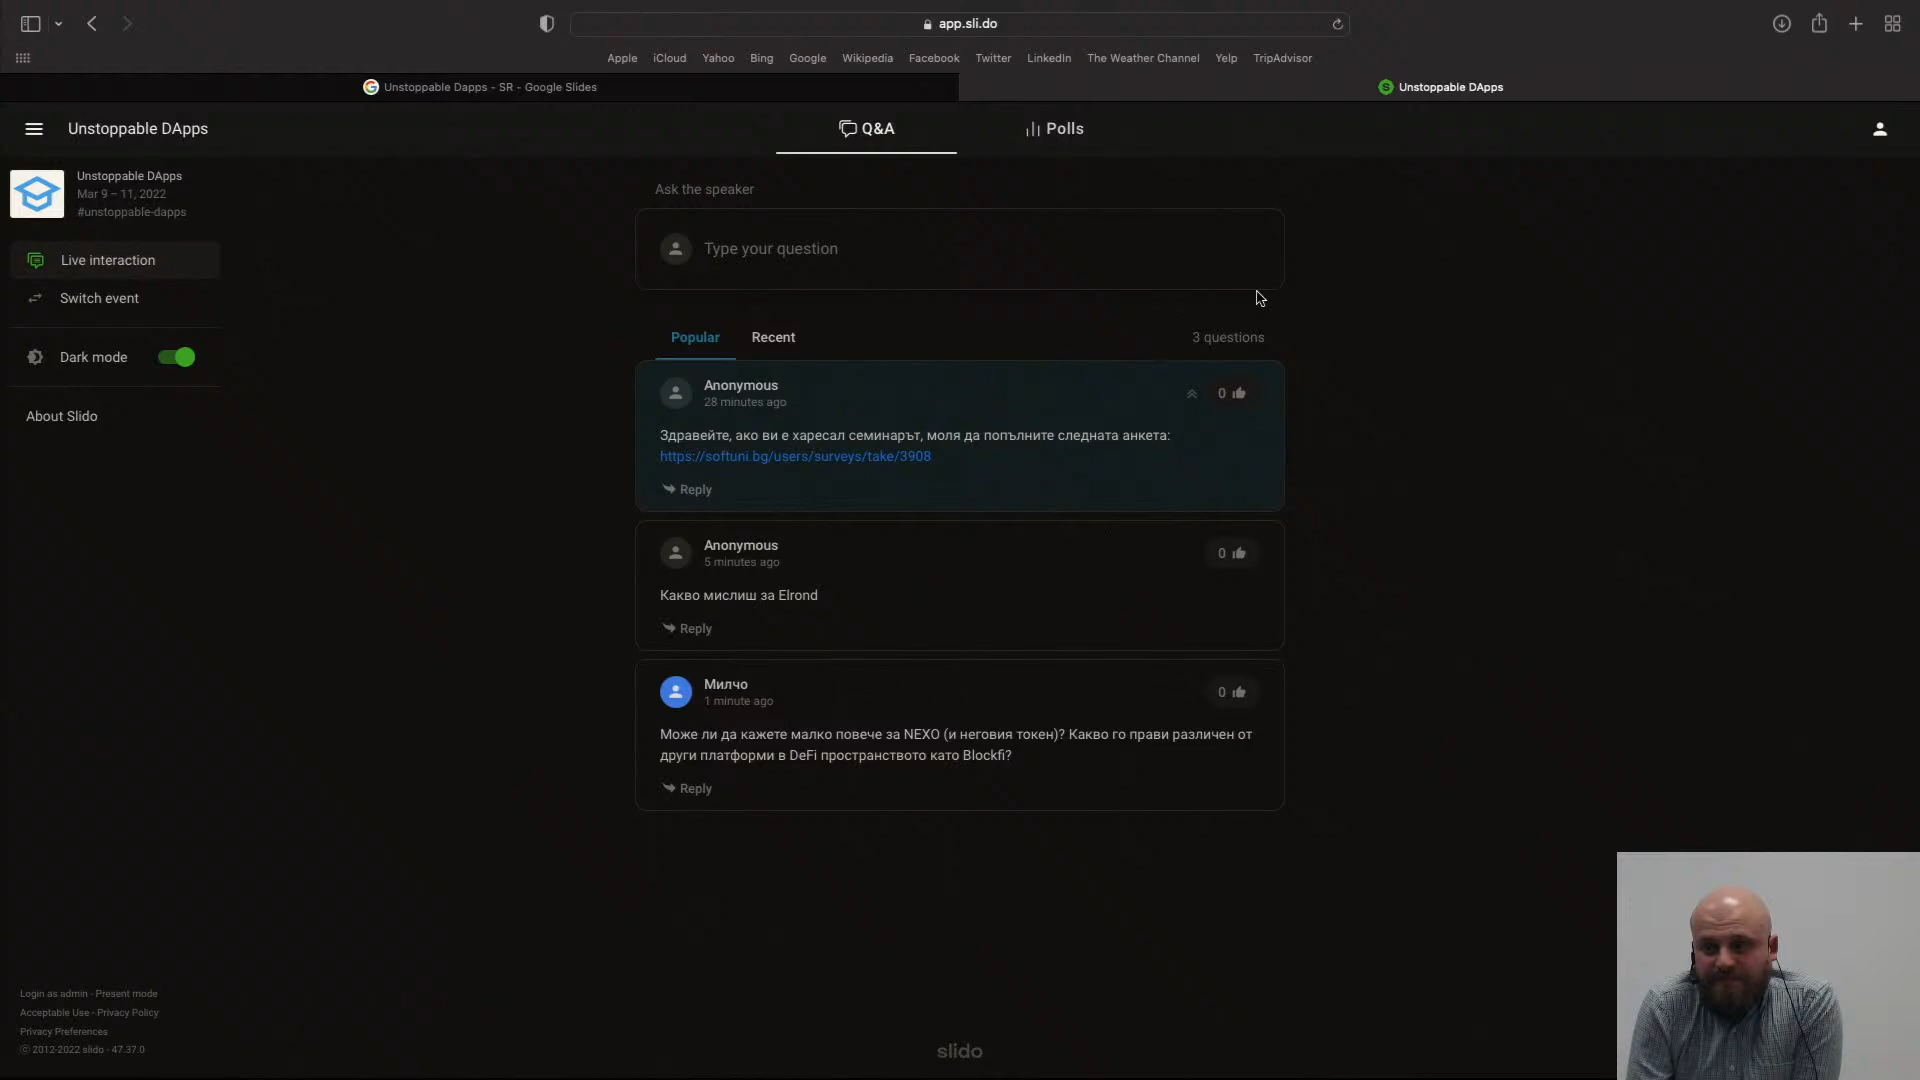 app.sli.do
Apple iCloud Yahoo Bing Google Wikipedia Facebook Twitter LinkedIn The Weather Channel Yelp TripAdvisor
Unstoppable Dapps - SR - Google Slides
Unstoppable DApps
Unstoppable DApps
Q&A
Polls
Unstoppable DApps
Mar 9 – 11, 2022
#unstoppable-dapps
Live interaction
Switch event
Dark mode
About Slido
Ask the speaker
Type your question
Popular Recent 3 questions
Anonymous
28 minutes ago
0
Здравейте, ако ви е харесал семинарът, моля да попълните следната анкета:
https://softuni.bg/users/surveys/take/3908
Reply
Anonymous
5 minutes ago
0
Какво мислиш за Elrond
Reply
Милчо
1 minute ago
0
Може ли да кажете малко повече за NEXO (и неговия токен)? Какво го прави различен от
други платформи в DeFi пространството като Blockfi?
Reply
Login as admin - Present mode
Acceptable Use - Privacy Policy
Privacy Preferences
© 2012-2022 slido - 47.37.0
slido